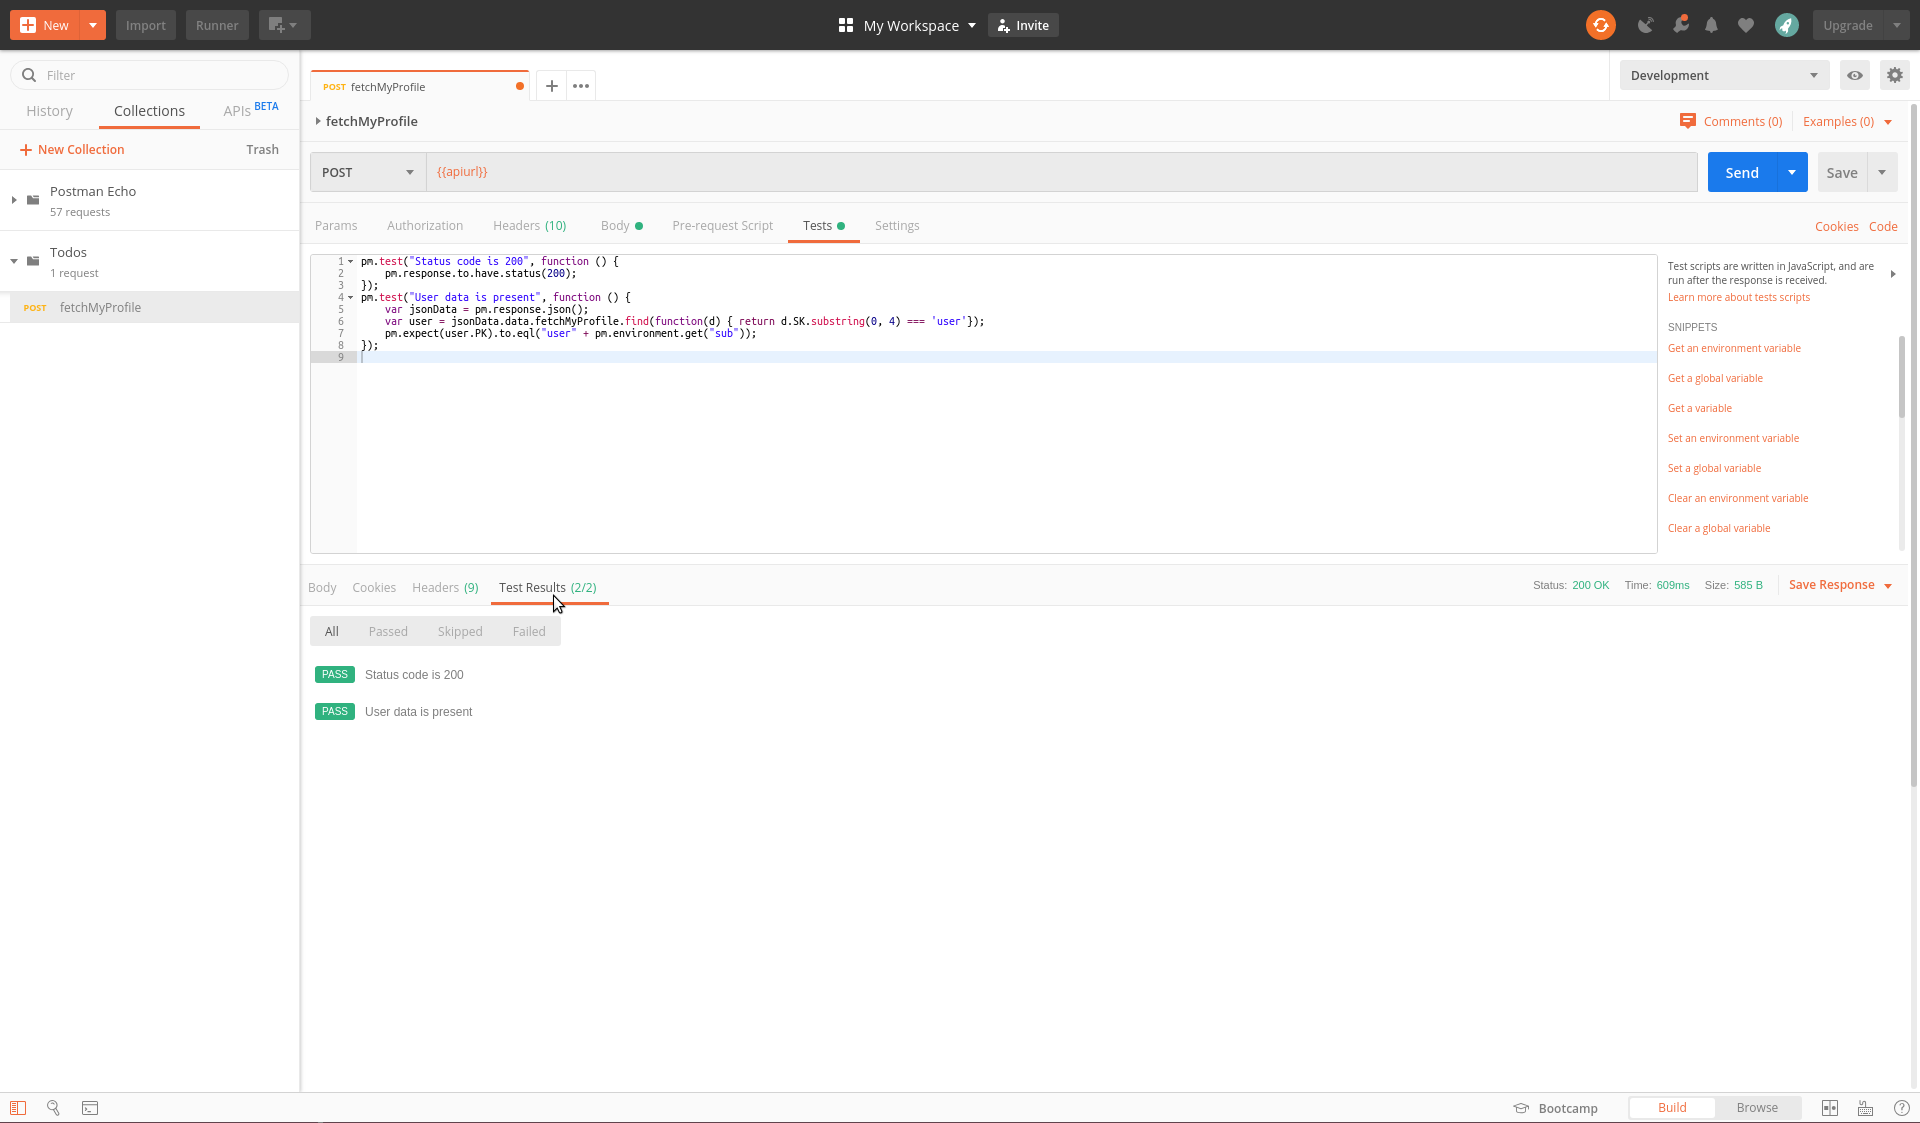 New
Import
Runner
My Workspace
Invite
Upgrade
Filter
History
Collections
APIs BETA
New Collection
Trash
Postman Echo
57 requests
Todos
1 request
POST fetchMyProfile
POST fetchMyProfile
Development
fetchMyProfile
Comments (0)
Examples (0)
POST
{{apiurl}}
Send
Save
Params
Authorization
Headers (10)
Body
Pre-request Script
Tests
Settings
Cookies
Code
1 pm.test("Status code is 200", function () {
2 pm.response.to.have.status(200);
3 });
4 pm.test("User data is present", function () {
5 var jsonData = pm.response.json();
6 var user = jsonData.data.fetchMyProfile.find(function(d) { return d.SK.substring(0, 4) === 'user'});
7 pm.expect(user.PK).to.eql("user" + pm.environment.get("sub"));
8 });
9
Test scripts are written in JavaScript, and are
run after the response is received.
Learn more about tests scripts
SNIPPETS
Get an environment variable
Get a global variable
Get a variable
Set an environment variable
Set a global variable
Clear an environment variable
Clear a global variable
Body
Cookies
Headers (9)
Test Results (2/2)
Status: 200 OK
Time: 609ms
Size: 585 B
Save Response
All
Passed
Skipped
Failed
PASS Status code is 200
PASS User data is present
Bootcamp
Build
Browse